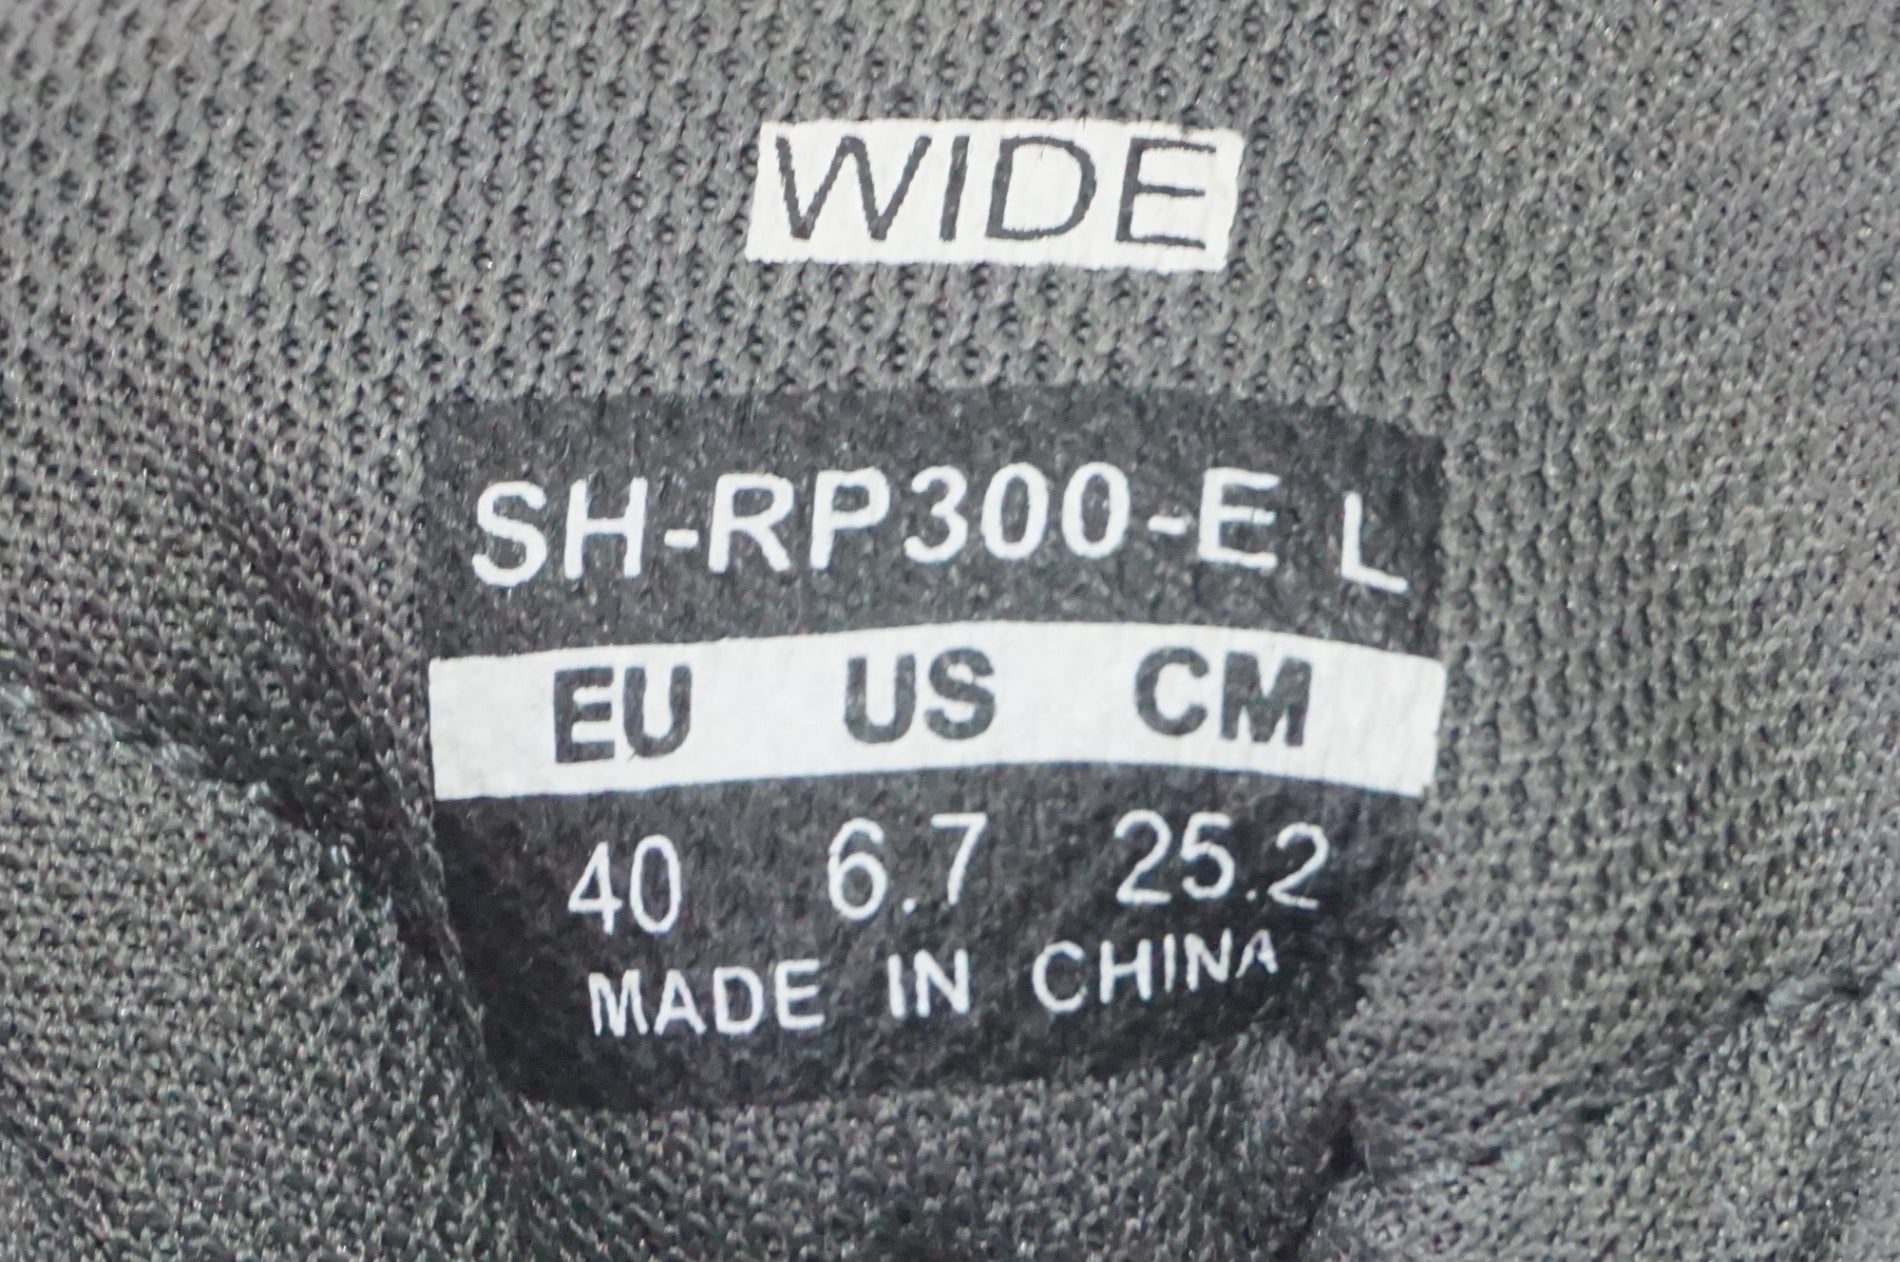 WIDE
SH-RP300-E L
EU US CM
40 6.7 25.2
MADE IN CHINA